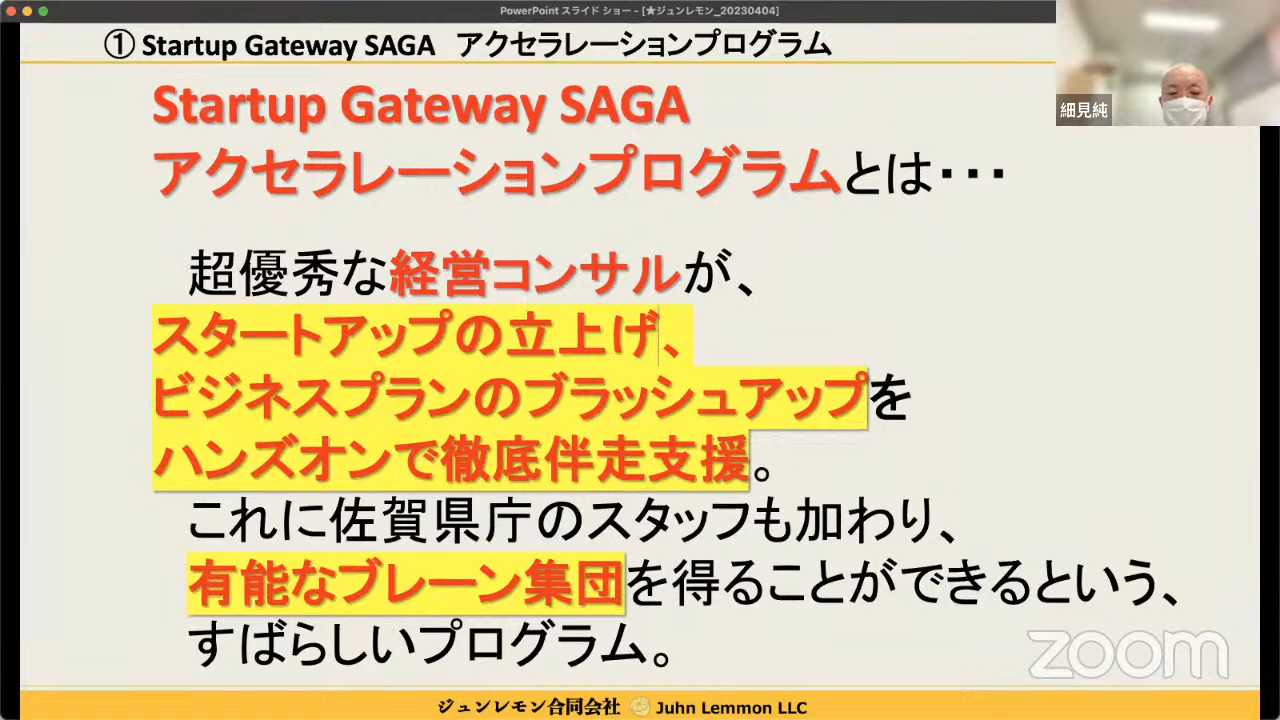 PowerPoint スライド ショー - [★ジュンレモン_20230404]
① Startup Gateway SAGA アクセラレーションプログラム
細見純
Startup Gateway SAGA
アクセラレーションプログラムとは・・・
超優秀な経営コンサルが、
スタートアップの立上げ、
ビジネスプランのブラッシュアップを
ハンズオンで徹底伴走支援。
これに佐賀県庁のスタッフも加わり、
有能なブレーン集団を得ることができるという、
すばらしいプログラム。
zoom
ジュンレモン合同会社 Juhn Lemmon LLC